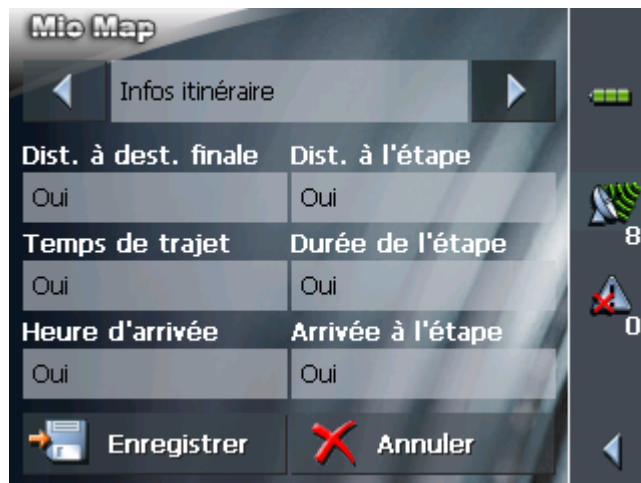 Mio Map
Infos itinéraire
Dist. à dest. finale Dist. à l'étape
Oui Oui
8
Temps de trajet Durée de l'étape
Oui Oui
0
Heure d'arrivée Arrivée à l'étape
Oui Oui
Enregistrer Annuler